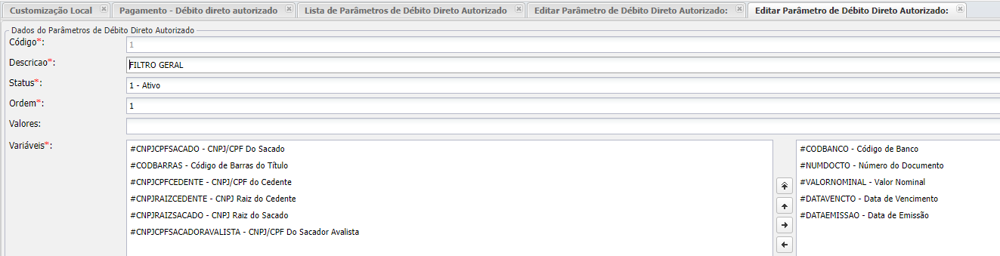 Customização Local
Pagamento - Débito direto autorizado
Lista de Parâmetros de Débito Direto Autorizado
Editar Parâmetro de Débito Direto Autorizado:
Editar Parâmetro de Débito Direto Autorizado:
Dados do Parâmetros de Débito Direto Autorizado
Código*: 1
Descricao*: FILTRO GERAL
Status*: 1 - Ativo
Ordem*: 1
Valores:
Variáveis*:
#CNPJCPFSACADO - CNPJ/CPF Do Sacado
#CODBARRAS - Código de Barras do Título
#CNPJCPFCEDENTE - CNPJ/CPF do Cedente
#CNPJRAIZCEDENTE - CNPJ Raiz do Cedente
#CNPJRAIZSACADO - CNPJ Raiz do Sacado
#CNPJCPFSACADORAVALISTA - CNPJ/CPF Do Sacador Avalista
#CODBANCO - Código de Banco
#NUMDOCTO - Número do Documento
#VALORNOMINAL - Valor Nominal
#DATAVENCTO - Data de Vencimento
#DATAEMISSAO - Data de Emissão